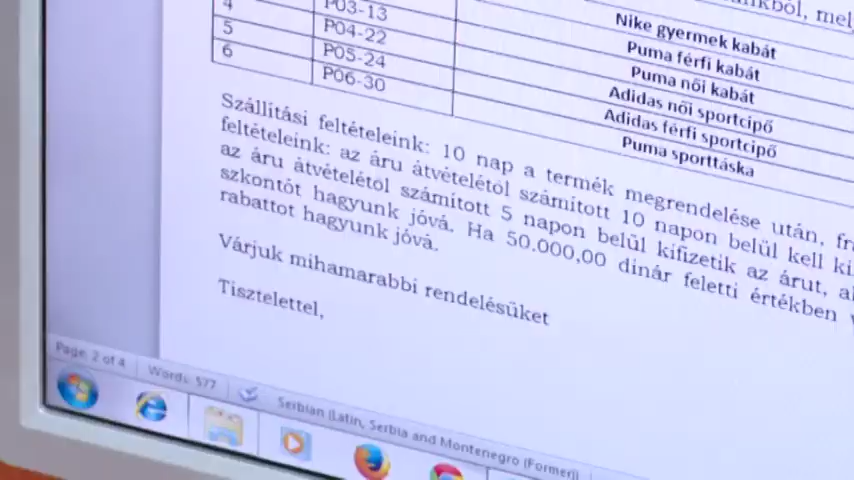 mel
4 P03-13 Nike gyermek kabát
5 P04-22 Puma férfi kabát
6 P05-24 Puma női kabát
P06-30 Adidas női sportcipő
Adidas férfi sportcipő
Puma sporttáska
Szállítási feltételeink: 10 nap a termék megrendelése után, fr
feltételeink: az áru átvételétol számított 10 napon belül kell ki
az áru átvételétol számított 5 napon belül kifizetik az árut, a
szkontót hagyunk jóvá. Ha 50.000,00 dinár feletti értékben
rabattot hagyunk jóvá.
Várjuk mihamarabbi rendelésüket
Tisztelettel,
Page: 2 of 4 Words: 577 Serbian (Latin, Serbia and Montenegro (Former))